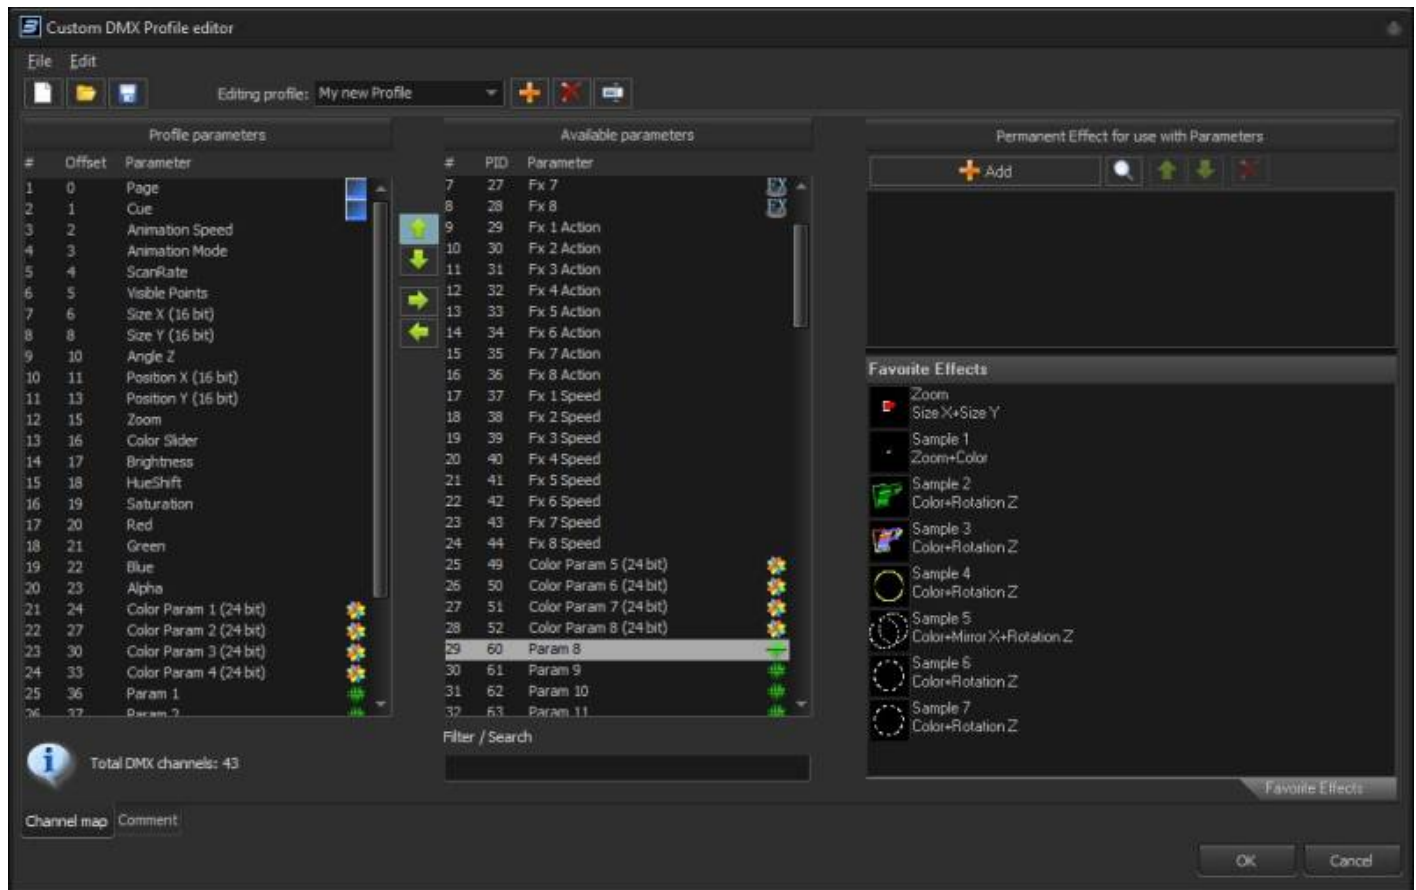 Custom DMX Profile editor
File Edit
Editing profile: My new Profile
Profile parameters
# Offset Parameter
1 0 Page
2 1 Cue
3 2 Animation Speed
4 3 Animation Mode
5 4 ScanRate
6 5 Visible Points
7 6 Size X (16 bit)
8 8 Size Y (16 bit)
9 10 Angle Z
10 11 Position X (16 bit)
11 13 Position Y (16 bit)
12 15 Zoom
13 16 Color Slider
14 17 Brightness
15 18 HueShift
16 19 Saturation
17 20 Red
18 21 Green
19 22 Blue
20 23 Alpha
21 24 Color Param 1 (24 bit)
22 27 Color Param 2 (24 bit)
23 30 Color Param 3 (24 bit)
24 33 Color Param 4 (24 bit)
25 36 Param 1
26 37 Param 2
Total DMX channels: 43
Available parameters
# PID Parameter
7 27 Fx 7 FX
8 28 Fx 8 FX
9 29 Fx 1 Action
10 30 Fx 2 Action
11 31 Fx 3 Action
12 32 Fx 4 Action
13 33 Fx 5 Action
14 34 Fx 6 Action
15 35 Fx 7 Action
16 36 Fx 8 Action
17 37 Fx 1 Speed
18 38 Fx 2 Speed
19 39 Fx 3 Speed
20 40 Fx 4 Speed
21 41 Fx 5 Speed
22 42 Fx 6 Speed
23 43 Fx 7 Speed
24 44 Fx 8 Speed
25 49 Color Param 5 (24 bit)
26 50 Color Param 6 (24 bit)
27 51 Color Param 7 (24 bit)
28 52 Color Param 8 (24 bit)
29 60 Param 8
30 61 Param 9
31 62 Param 10
32 63 Param 11
Filter / Search
Permanent Effect for use with Parameters
Add
Favorite Effects
Zoom
Size X+Size Y
Sample 1
Zoom+Color
Sample 2
Color+Rotation Z
Sample 3
Color+Rotation Z
Sample 4
Color+Rotation Z
Sample 5
Color+Mirror X+Rotation Z
Sample 6
Color+Rotation Z
Sample 7
Color+Rotation Z
Favorite Effects
Channel map Comment
OK Cancel